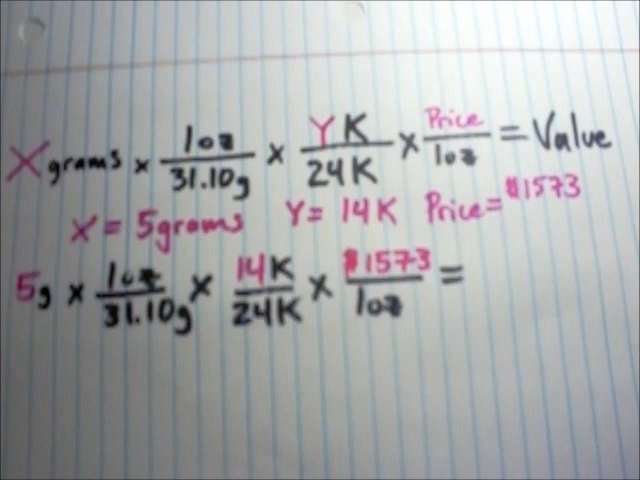 X grams × 1oz/31.10g × YK/24K × Price/1oz = Value
X = 5grams Y = 14K Price = $1573
5g × 1oz/31.10g × 14K/24K × $1573/1oz =